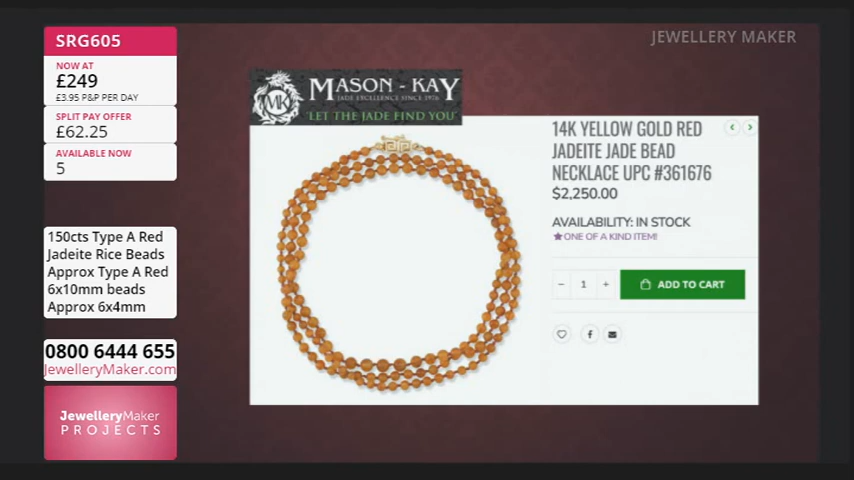 SRG605
NOW AT
£249
£3.95 P&P PER DAY
SPLIT PAY OFFER
£62.25
AVAILABLE NOW
5
150cts Type A Red
Jadeite Rice Beads
Approx Type A Red
6x10mm beads
Approx 6x4mm
0800 6444 655
JewelleryMaker.com
JewelleryMaker
PROJECTS
JEWELLERY MAKER
MK
MASON-KAY
JADE EXCELLENCE SINCE 1976
"LET THE JADE FIND YOU"
14K YELLOW GOLD RED
JADEITE JADE BEAD
NECKLACE UPC #361676
$2,250.00
AVAILABILITY: IN STOCK
★ONE OF A KIND ITEM!
- 1 +
ADD TO CART